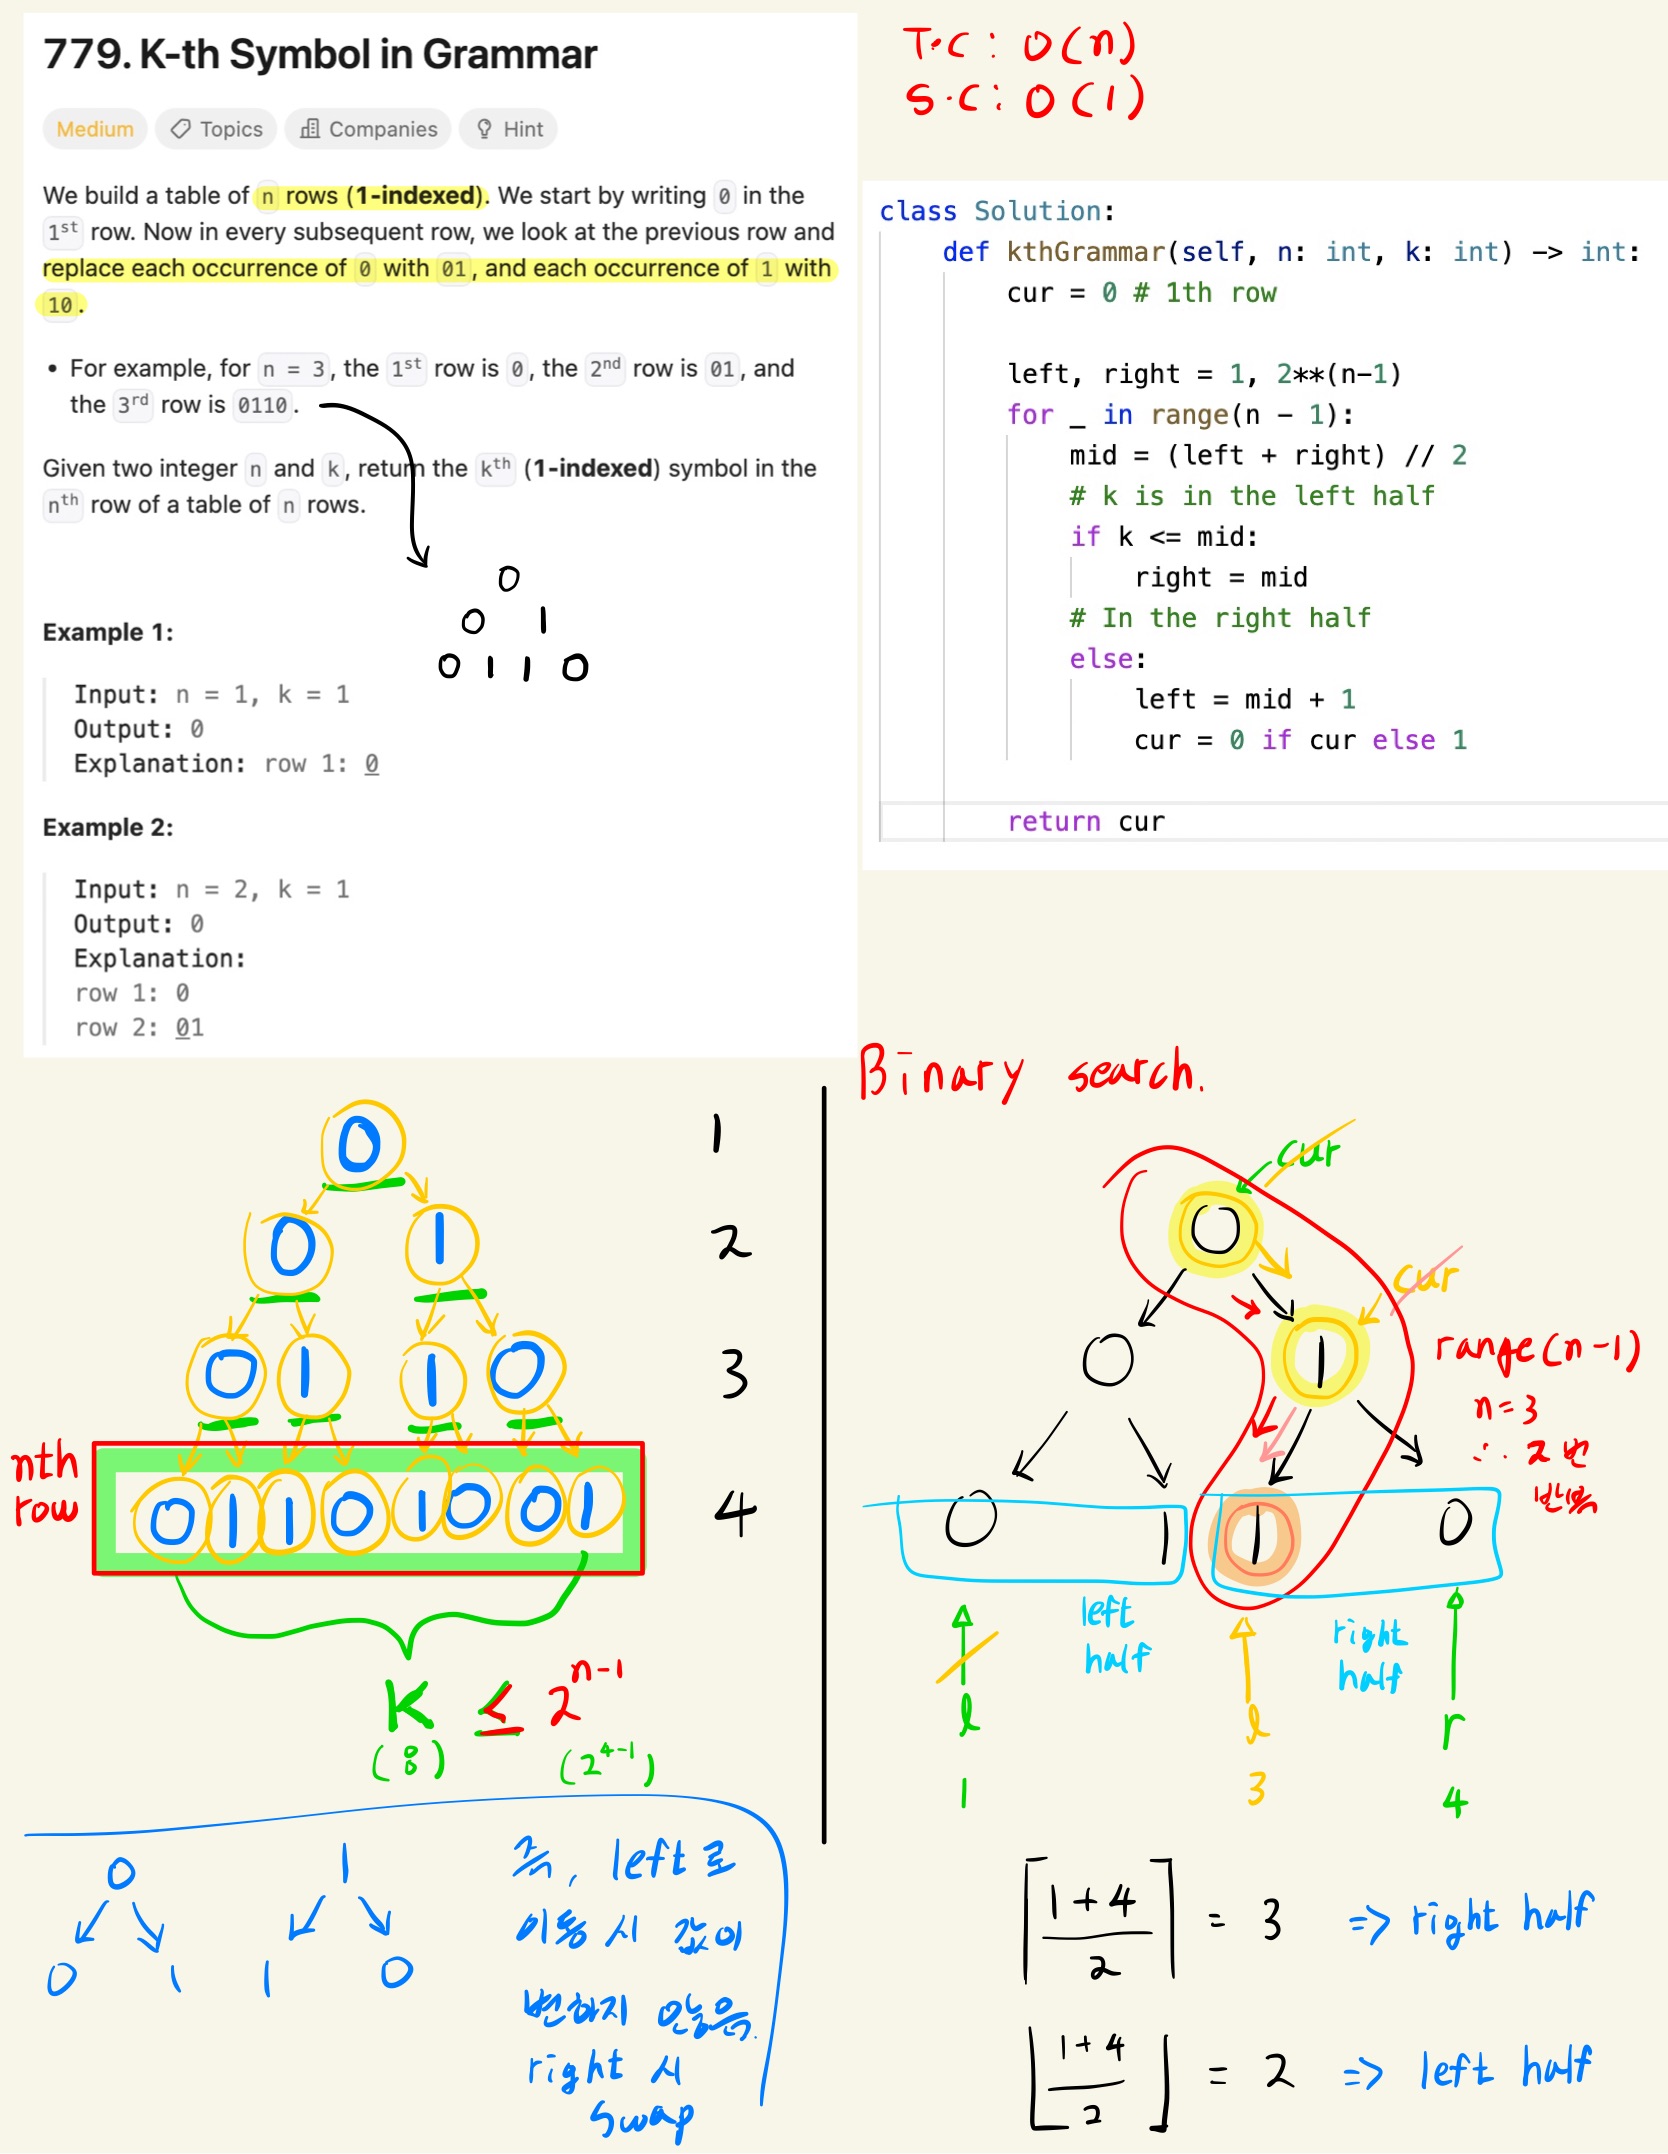 779. K-th Symbol in Grammar
Medium Topics Companies Hint
We build a table of n rows (1-indexed). We start by writing 0 in the
1st row. Now in every subsequent row, we look at the previous row and
replace each occurrence of 0 with 01, and each occurrence of 1 with
10.
• For example, for n = 3, the 1st row is 0, the 2nd row is 01, and
the 3rd row is 0110.
Given two integer n and k, return the kth (1-indexed) symbol in the
nth row of a table of n rows.
0
0 1
0 1 1 0
Example 1:
Input: n = 1, k = 1
Output: 0
Explanation: row 1: 0
Example 2:
Input: n = 2, k = 1
Output: 0
Explanation:
row 1: 0
row 2: 01
T.C: O(n)
S.C: O(1)
class Solution:
def kthGrammar(self, n: int, k: int) -> int:
cur = 0 # 1th row
left, right = 1, 2**(n-1)
for _ in range(n - 1):
mid = (left + right) // 2
# k is in the left half
if k <= mid:
right = mid
# In the right half
else:
left = mid + 1
cur = 0 if cur else 1
return cur
0 1
0 1 2
0 1 1 0 3
nth
row
0 1 1 0 1 0 0 1 4
K ≤ 2^n-1
(8) (2^4-1)
0 1
0 1 1 0
즉, left로
이동 시 값이
변하지 않음.
right 시
swap
Binary search.
cur
0
cur
0 1
range(n-1)
n=3
∴ 2번
반복
0 1 1 0
left
half
right
half
l l r
1 3 4
⌈1+4/2⌉ = 3 => right half
⌊1+4/2⌋ = 2 => left half